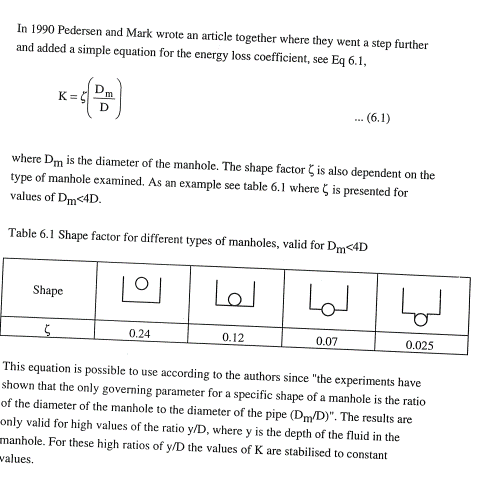 In 1990 Pedersen and Mark wrote an article together where they went a step further
and added a simple equation for the energy loss coefficient, see Eq 6.1,
K = ζ(Dm/D)
... (6.1)
where Dm is the diameter of the manhole. The shape factor ζ is also dependent on the
type of manhole examined. As an example see table 6.1 where ζ is presented for
values of Dm<4D.
Table 6.1 Shape factor for different types of manholes, valid for Dm<4D
Shape
ζ 0.24 0.12 0.07 0.025
This equation is possible to use according to the authors since "the experiments have
shown that the only governing parameter for a specific shape of a manhole is the ratio
of the diameter of the manhole to the diameter of the pipe (Dm/D)". The results are
only valid for high values of the ratio y/D, where y is the depth of the fluid in the
manhole. For these high ratios of y/D the values of K are stabilised to constant
values.